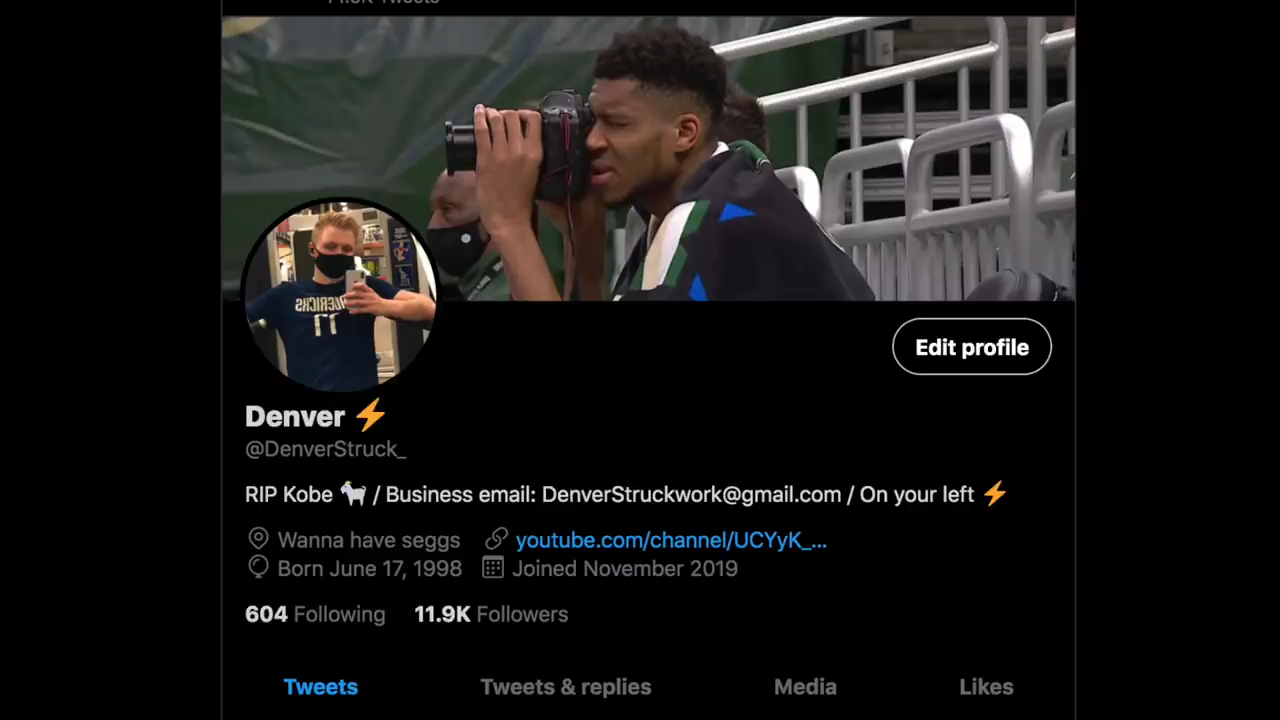 Edit profile
Denver ⚡
@DenverStruck_
RIP Kobe 🐐 / Business email: DenverStruckwork@gmail.com / On your left ⚡
Wanna have seggs youtube.com/channel/UCYyK_...
Born June 17, 1998 Joined November 2019
604 Following 11.9K Followers
Tweets Tweets & replies Media Likes